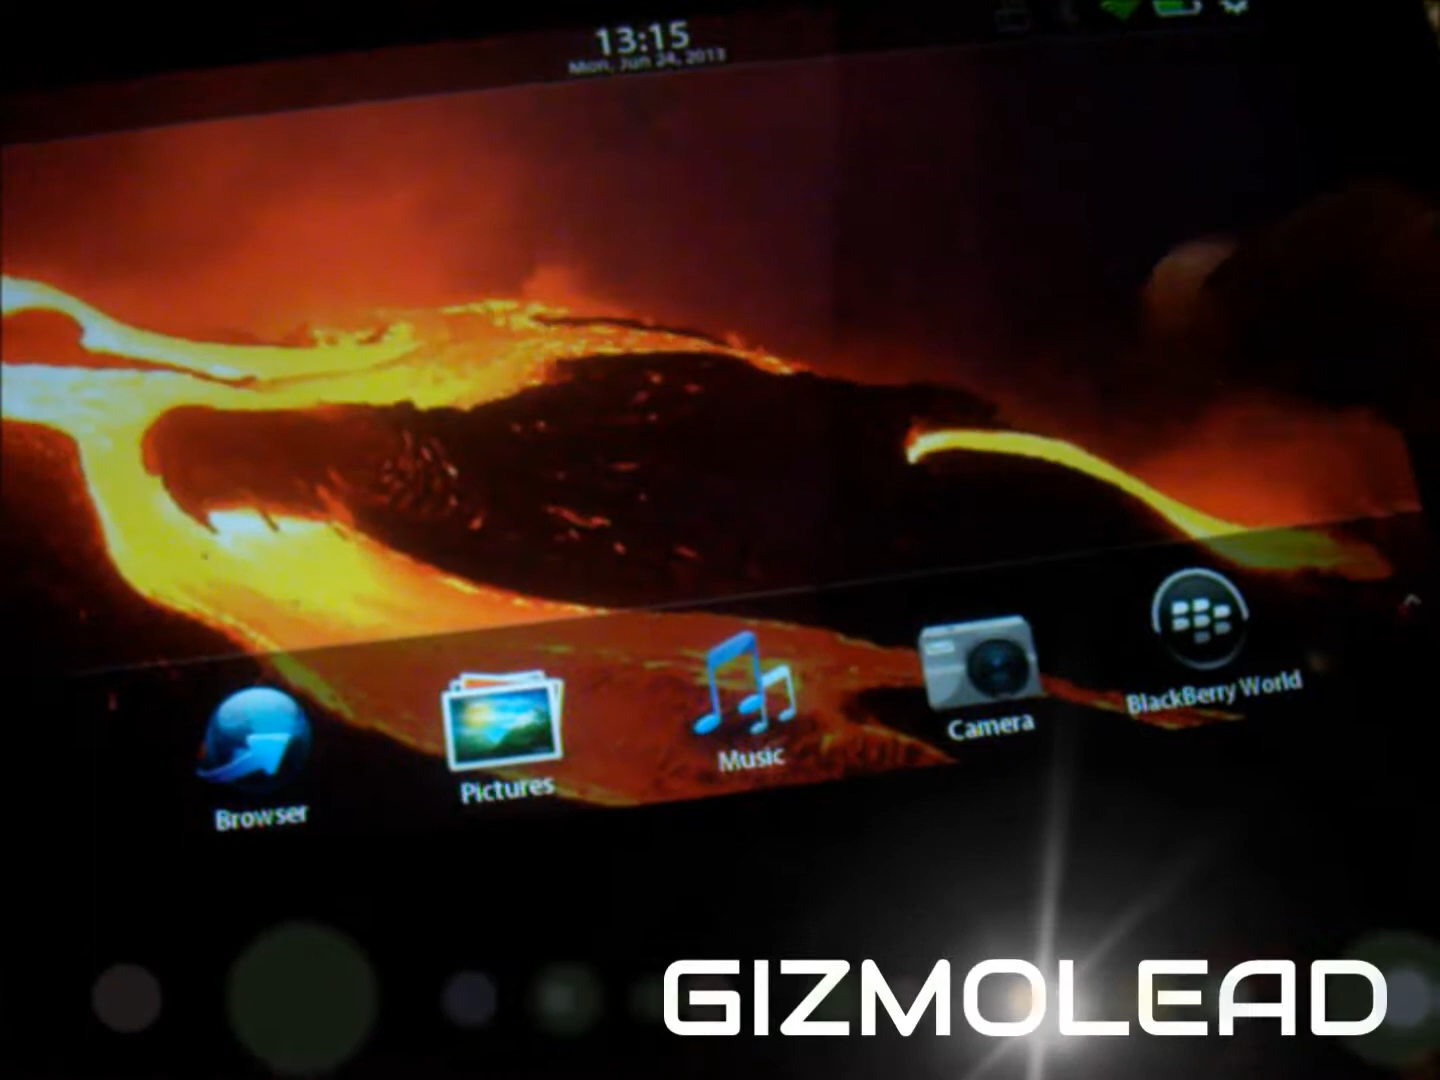 13:15
Mon, Jun 24, 2013
BlackBerry World
Camera
Music
Pictures
Browser
GIZMOLEAD